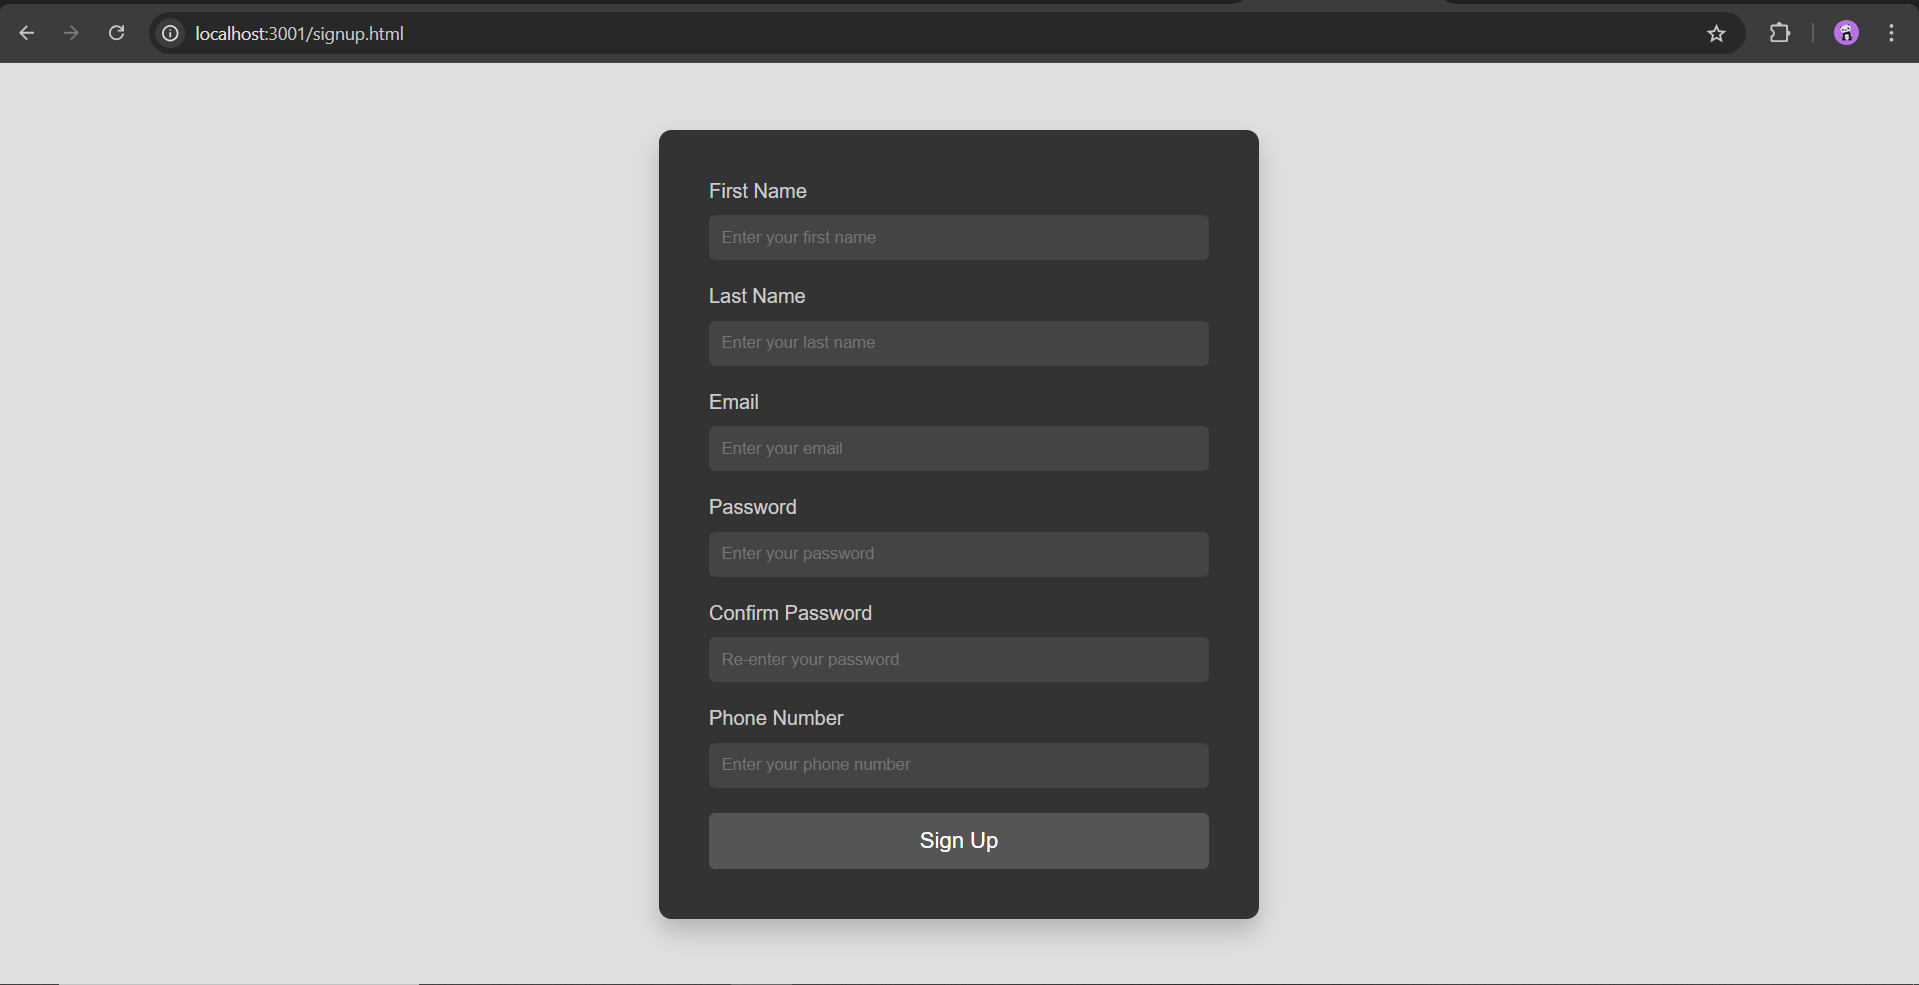 localhost:3001/signup.html
First Name
Enter your first name
Last Name
Enter your last name
Email
Enter your email
Password
Enter your password
Confirm Password
Re-enter your password
Phone Number
Enter your phone number
Sign Up